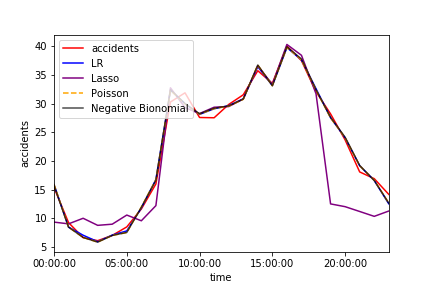 accidents
LR
Lasso
Poisson
Negative Bionomial
accidents
40
35
30
25
20
15
10
5
00:00:00 05:00:00 10:00:00 15:00:00 20:00:00
time